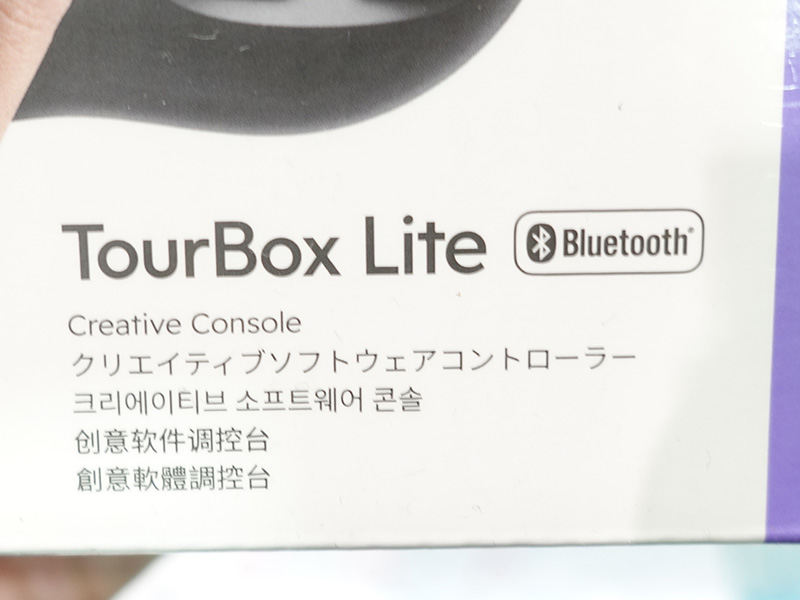 TourBox Lite Bluetooth®
Creative Console
クリエイティブソフトウェアコントローラー
크리에이티브 소프트웨어 콘솔
创意软件调控台
創意軟體調控台